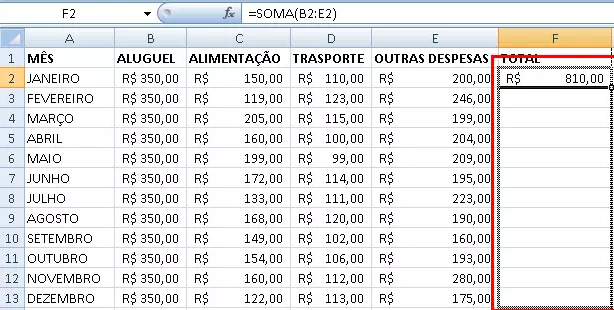 F2 fx =SOMA(B2:E2)
A B C D E F
1 MÊS ALUGUEL ALIMENTAÇÃO TRASPORTE OUTRAS DESPESAS TOTAL
2 JANEIRO R$ 350,00 R$ 150,00 R$ 110,00 R$ 200,00 R$ 810,00
3 FEVEREIRO R$ 350,00 R$ 119,00 R$ 123,00 R$ 246,00
4 MARÇO R$ 350,00 R$ 205,00 R$ 115,00 R$ 199,00
5 ABRIL R$ 350,00 R$ 160,00 R$ 100,00 R$ 204,00
6 MAIO R$ 350,00 R$ 199,00 R$ 99,00 R$ 209,00
7 JUNHO R$ 350,00 R$ 172,00 R$ 114,00 R$ 195,00
8 JULHO R$ 350,00 R$ 133,00 R$ 111,00 R$ 223,00
9 AGOSTO R$ 350,00 R$ 168,00 R$ 120,00 R$ 190,00
10 SETEMBRO R$ 350,00 R$ 149,00 R$ 102,00 R$ 160,00
11 OUTUBRO R$ 350,00 R$ 154,00 R$ 106,00 R$ 193,00
12 NOVEMBRO R$ 350,00 R$ 160,00 R$ 112,00 R$ 280,00
13 DEZEMBRO R$ 350,00 R$ 122,00 R$ 113,00 R$ 175,00